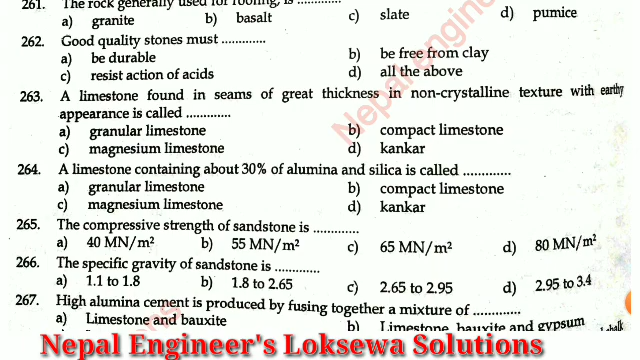 261. The rock generally used for roofing, is .............
a) granite b) basalt c) slate d) pumice
262. Good quality stones must .............
a) be durable b) be free from clay
c) resist action of acids d) all the above
263. A limestone found in seams of great thickness in non-crystalline texture with earthy
appearance is called .............
a) granular limestone b) compact limestone
c) magnesium limestone d) kankar
264. A limestone containing about 30% of alumina and silica is called .............
a) granular limestone b) compact limestone
c) magnesium limestone d) kankar
265. The compressive strength of sandstone is .............
a) 40 MN/m² b) 55 MN/m² c) 65 MN/m² d) 80 MN/m²
266. The specific gravity of sandstone is .............
a) 1.1 to 1.8 b) 1.8 to 2.65 c) 2.65 to 2.95 d) 2.95 to 3.4
267. High alumina cement is produced by fusing together a mixture of .............
a) Limestone and bauxite b) Limestone, bauxite and gypsum
chalk
Nepal Engineer's Loksewa Solutions